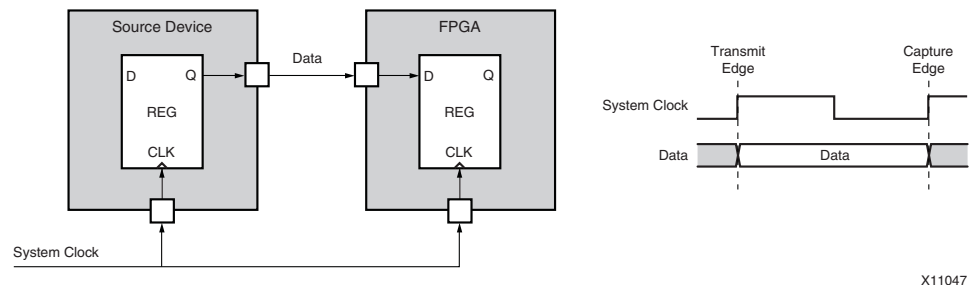 Source Device
FPGA
Data
D Q
REG
CLK
D Q
REG
CLK
System Clock
Transmit
Edge
Capture
Edge
System Clock
Data
Data
X11047